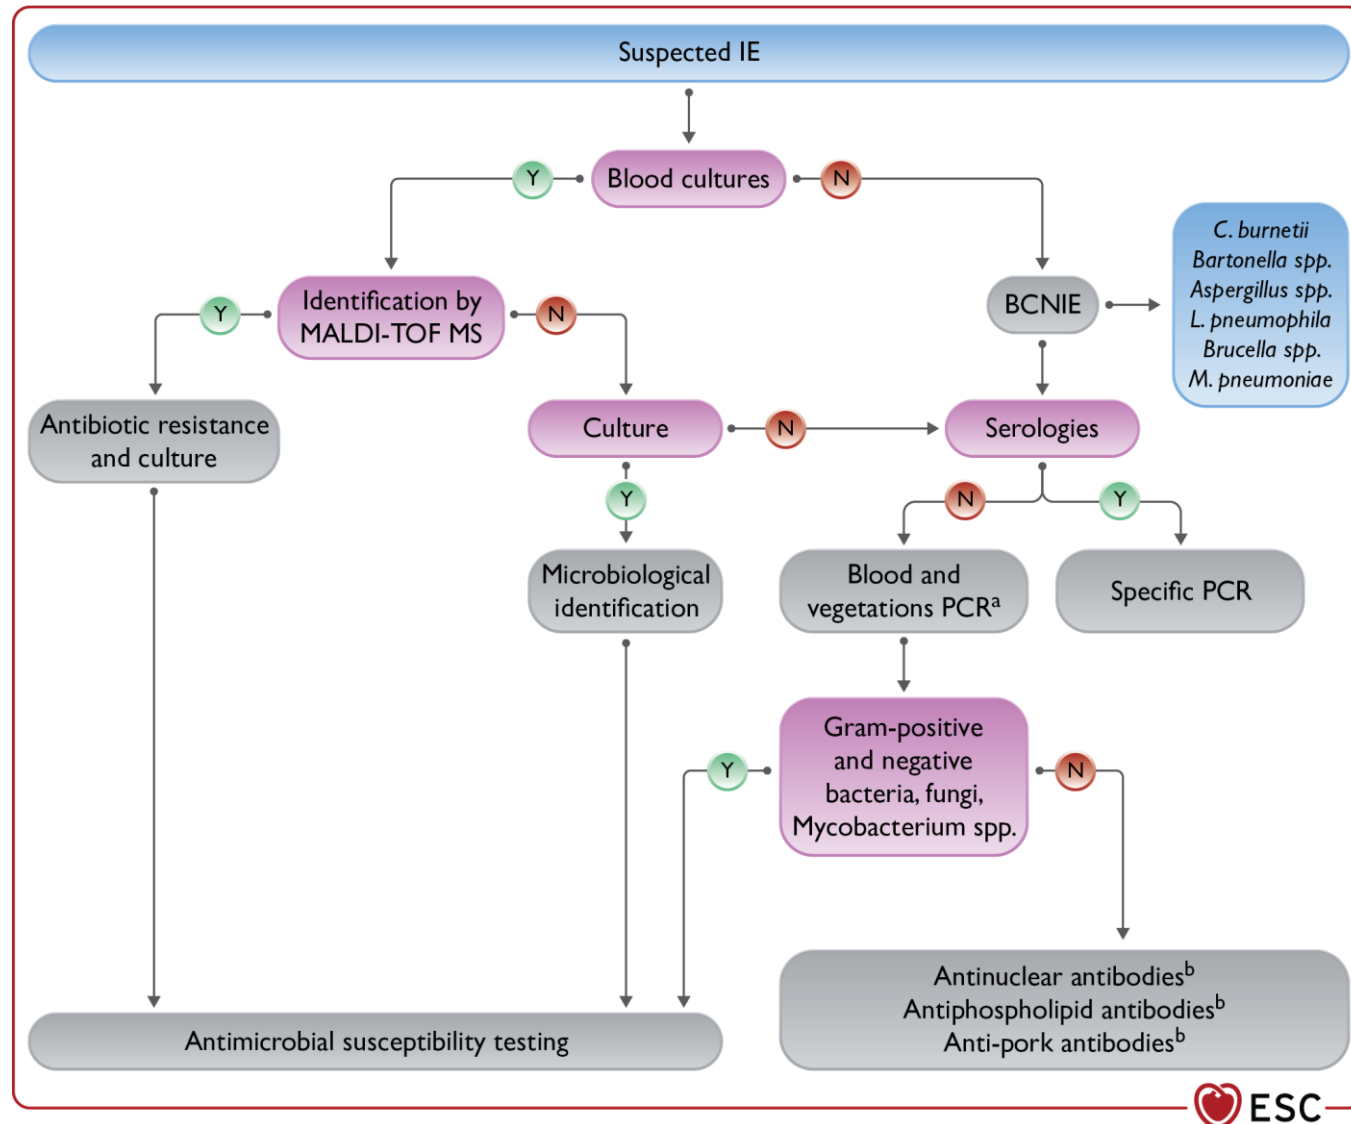 Suspected IE
Y
Blood cultures
N
C. burnetii
Bartonella spp.
Aspergillus spp.
L. pneumophila
Brucella spp.
M. pneumoniae
Y
Identification by
MALDI-TOF MS
N
BCNIE
Antibiotic resistance
and culture
Culture
N
Serologies
Y
N
Y
Microbiological
identification
Blood and
vegetations PCRa
Specific PCR
Y
Gram-positive
and negative
bacteria, fungi,
Mycobacterium spp.
N
Antinuclear antibodiesb
Antiphospholipid antibodiesb
Anti-pork antibodiesb
Antimicrobial susceptibility testing
ESC